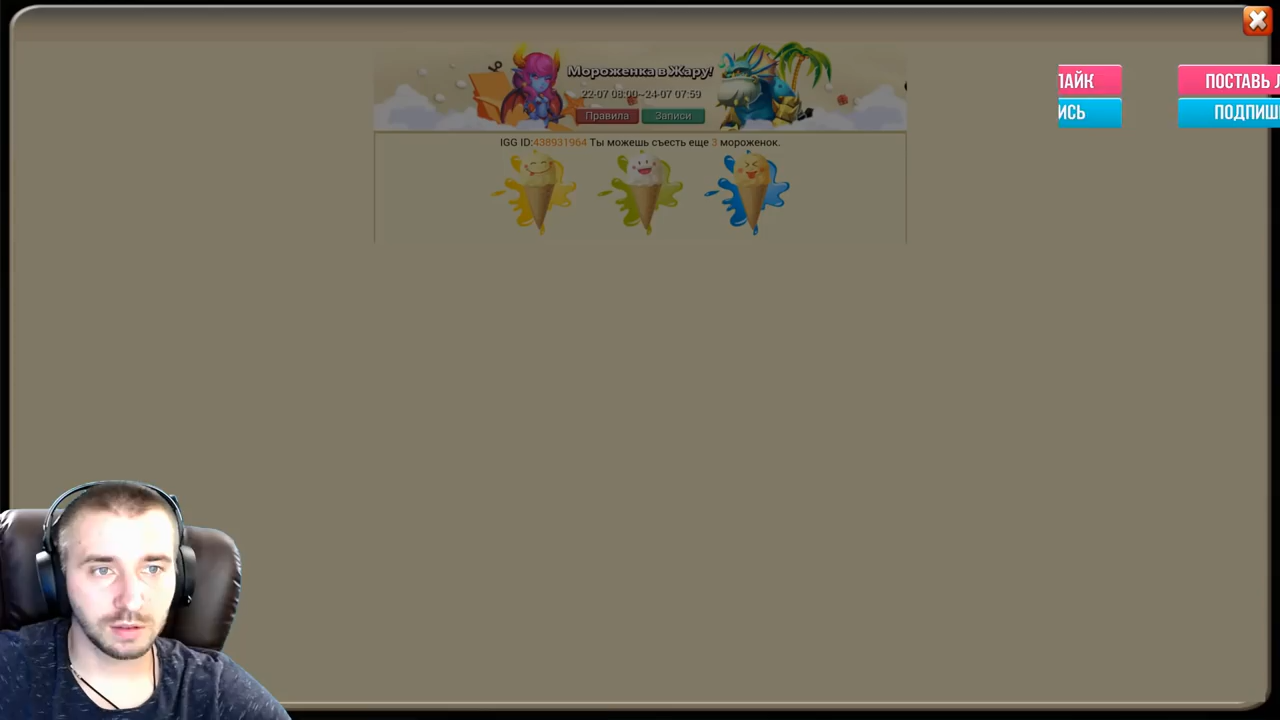 Мороженка в Жару!
22-07 08:00~24-07 07:59
Правила Записи
IGG ID:438931964 Ты можешь съесть еще 3 мороженок.
ЛАЙК ПОСТАВЬ Л
ИСЬ ПОДПИШ